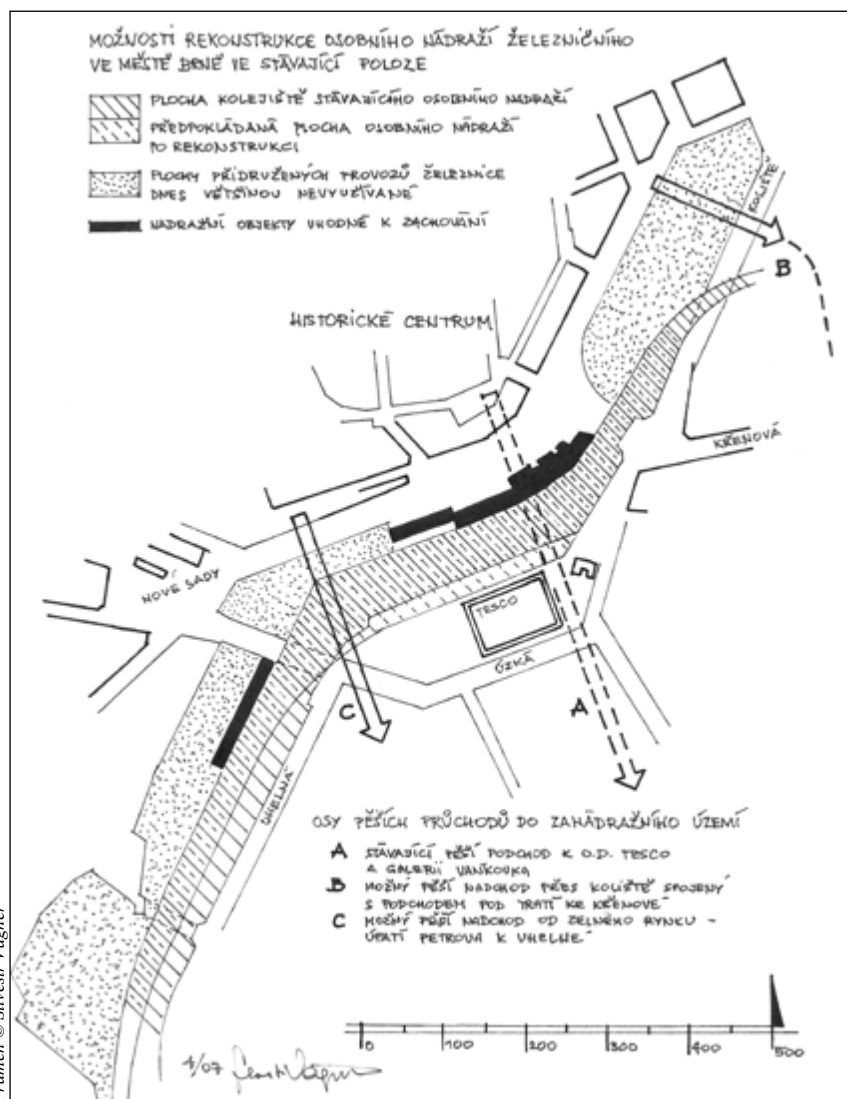 MOŽNOSTI REKONSTRUKCE OSOBNÍHO NÁDRAŽÍ ŽELEZNIČNÍHO
VE MĚSTĚ BRNĚ VE STÁVAJÍCÍ POLOZE
PLOCHA KOLEJIŠTĚ STÁVAJÍCÍHO OSOBNÍHO NÁDRAŽÍ
PŘEDPOKLÁDANÁ PLOCHA OSOBNÍHO NÁDRAŽÍ
PO REKONSTRUKCI
PLOCHY PŘIDRUŽENÝCH PROVOZŮ ŽELEZNICE
DNES VĚTŠINOU NEVYUŽÍVANÉ
NÁDRAŽNÍ OBJEKTY VHODNÉ K ZACHOVÁNÍ
KOLIŠTĚ
B
HISTORICKÉ CENTRUM
KŘENOVÁ
NOVÉ SADY
TESCO
ÚZKÁ
C
A
UHELNÁ
OSY PĚŠÍCH PRŮCHODŮ DO ZANÁDRAŽNÍHO ÚZEMÍ
A STÁVAJÍCÍ PĚŠÍ PODCHOD K O.D. TESCO
A GALERII VAŇKOVKA
B MOŽNÝ PĚŠÍ NADCHOD PŘES KOLIŠTĚ SPOJENÝ
S PODCHODEM POD TRATÍ KE KŘENOVÉ
C MOŽNÝ PĚŠÍ NADCHOD OD ZELNÉHO RYNKU -
ÚPATÍ PETROVA K UHELNÉ
0 100 200 300 400 500
4/07